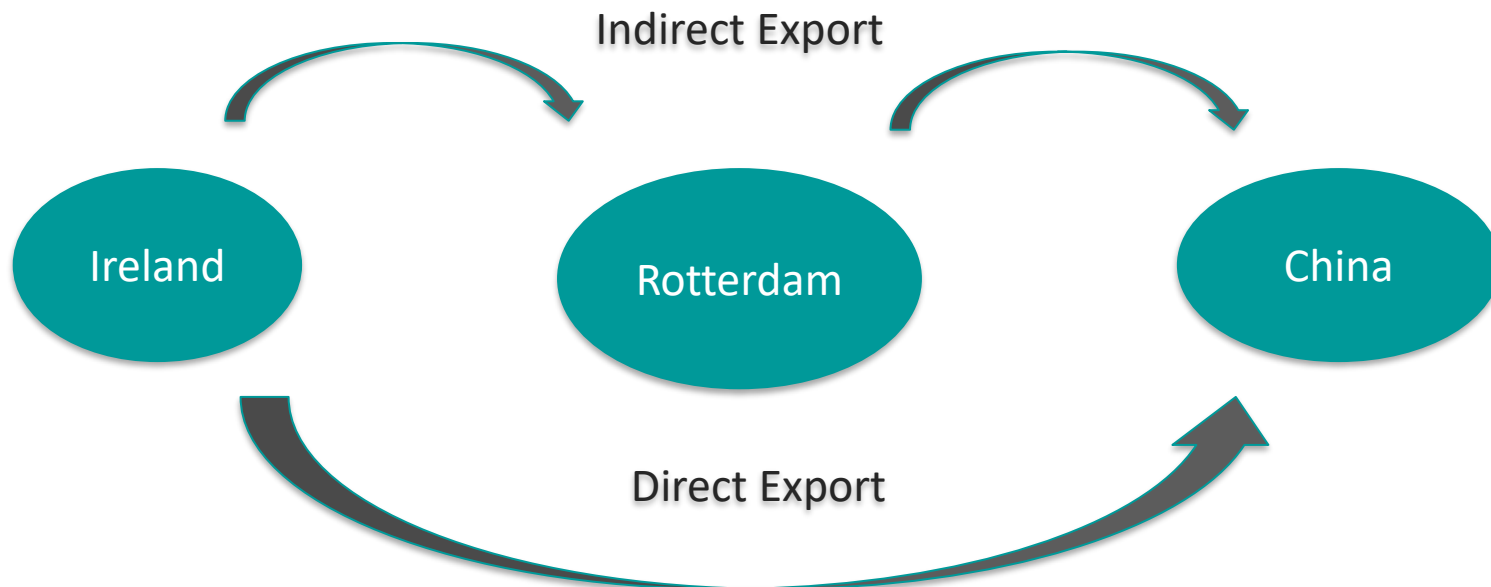 Indirect Export
Ireland
Rotterdam
China
Direct Export